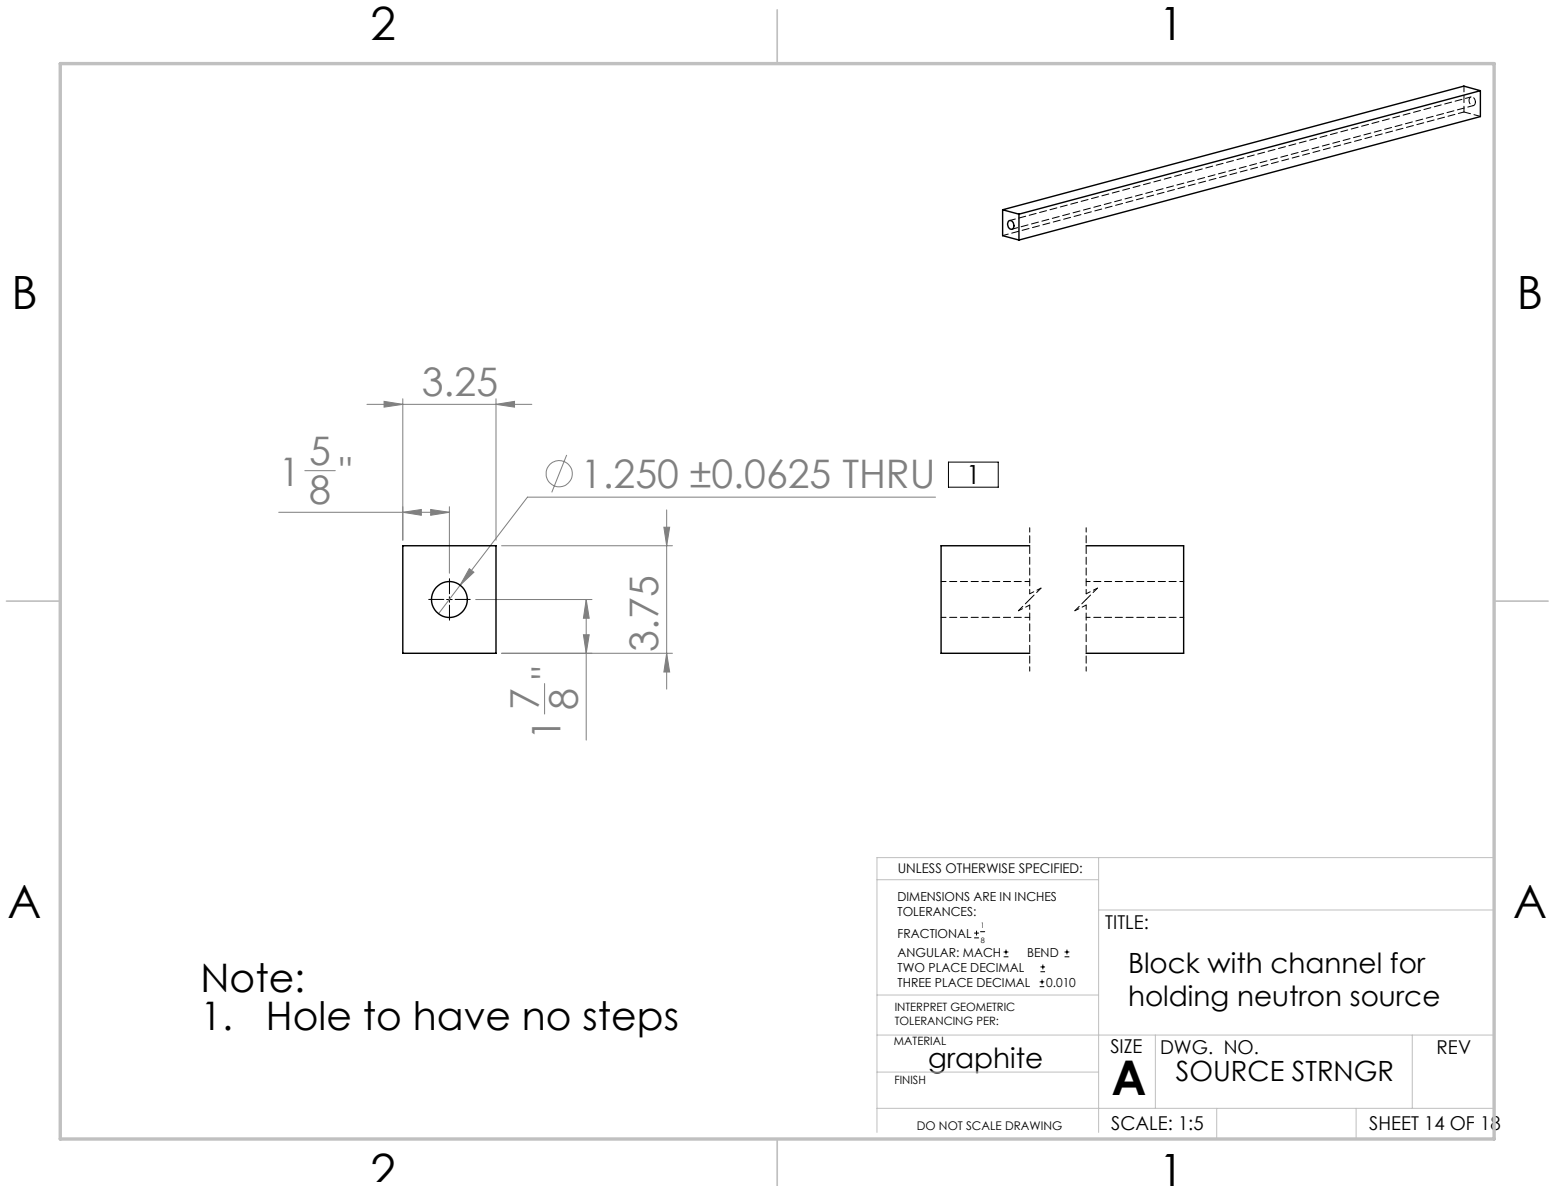 2
1
B
B
3.25
1 5/8"
⌀ 1.250 ±0.0625 THRU 1
3.75
1 7/8"
A
A
Note:
1. Hole to have no steps
UNLESS OTHERWISE SPECIFIED:
DIMENSIONS ARE IN INCHES
TOLERANCES:
FRACTIONAL ± 1/8
ANGULAR: MACH ± BEND ±
TWO PLACE DECIMAL ±
THREE PLACE DECIMAL ±0.010
INTERPRET GEOMETRIC
TOLERANCING PER:
MATERIAL
graphite
FINISH
DO NOT SCALE DRAWING
TITLE:
Block with channel for
holding neutron source
SIZE
A
DWG. NO.
SOURCE STRNGR
REV
SCALE: 1:5
SHEET 14 OF 18
2
1